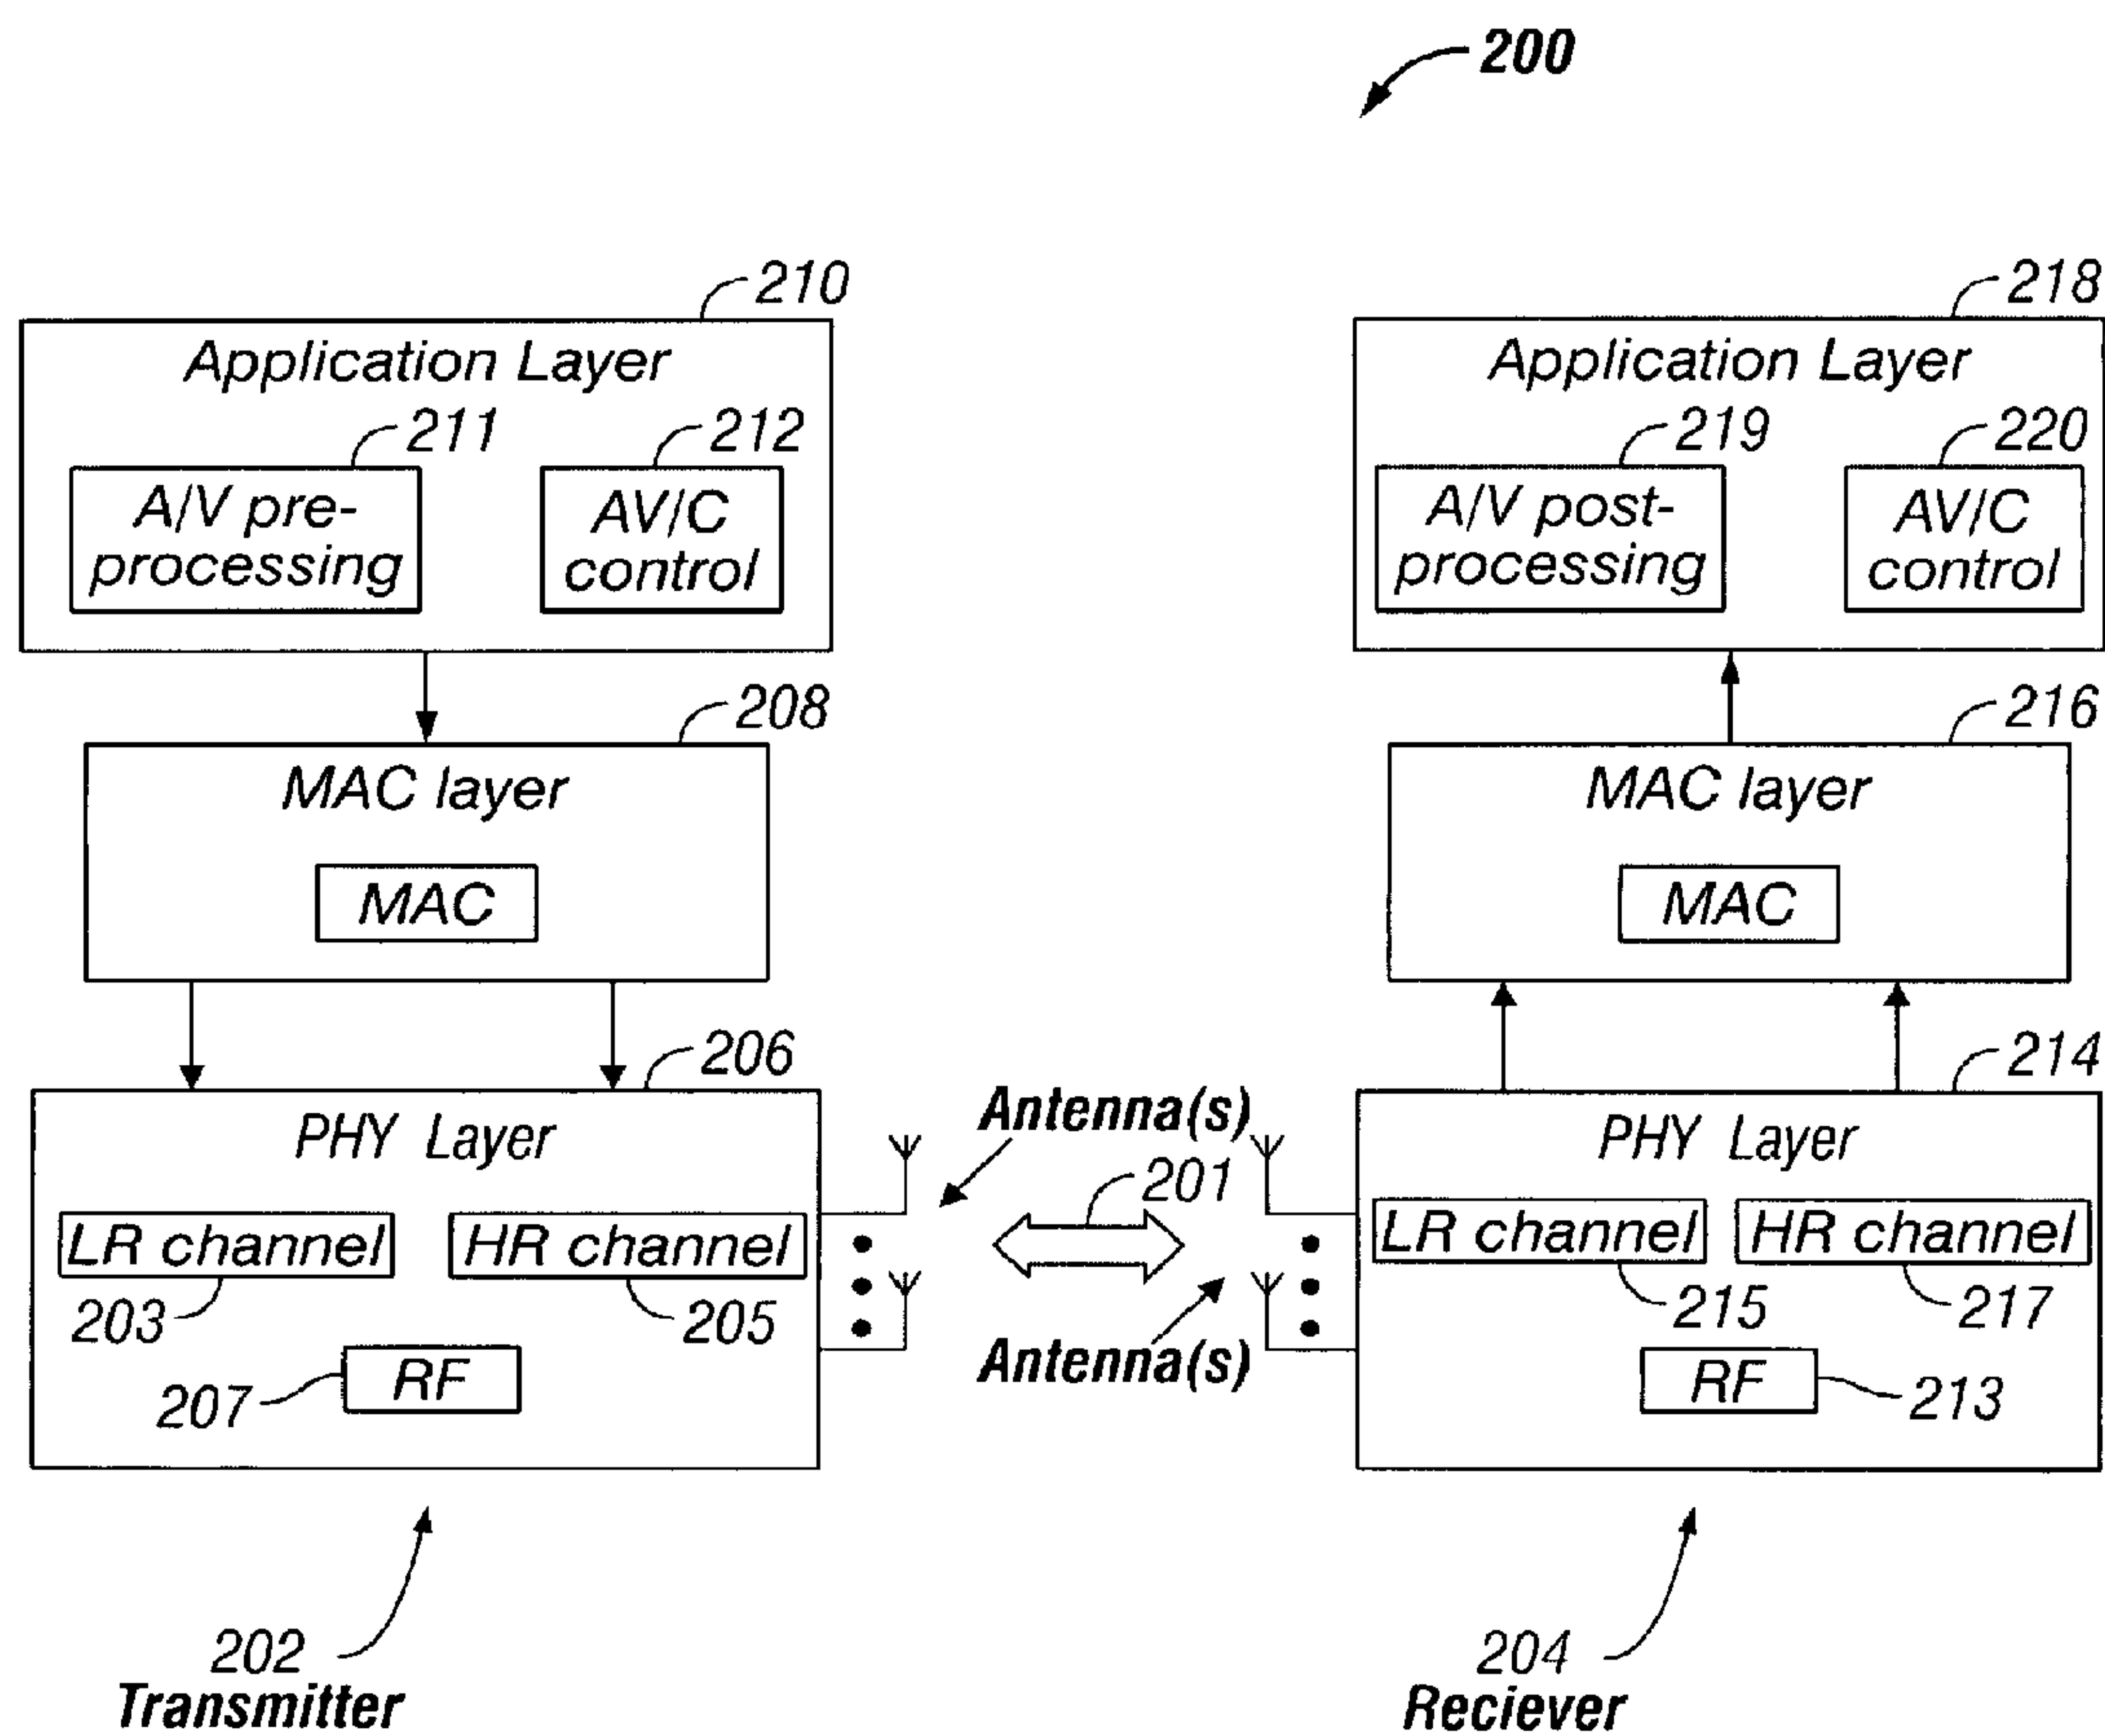 200
210
218
Application Layer
Application Layer
211
212
219
220
A/V pre-
processing
AV/C
control
A/V post-
processing
AV/C
control
208
216
MAC layer
MAC layer
MAC
MAC
206
214
PHY Layer
Antenna(s)
PHY Layer
201
LR channel
HR channel
LR channel
HR channel
203
205
215
217
Antenna(s)
RF
RF
207
213
202
Transmitter
204
Reciever